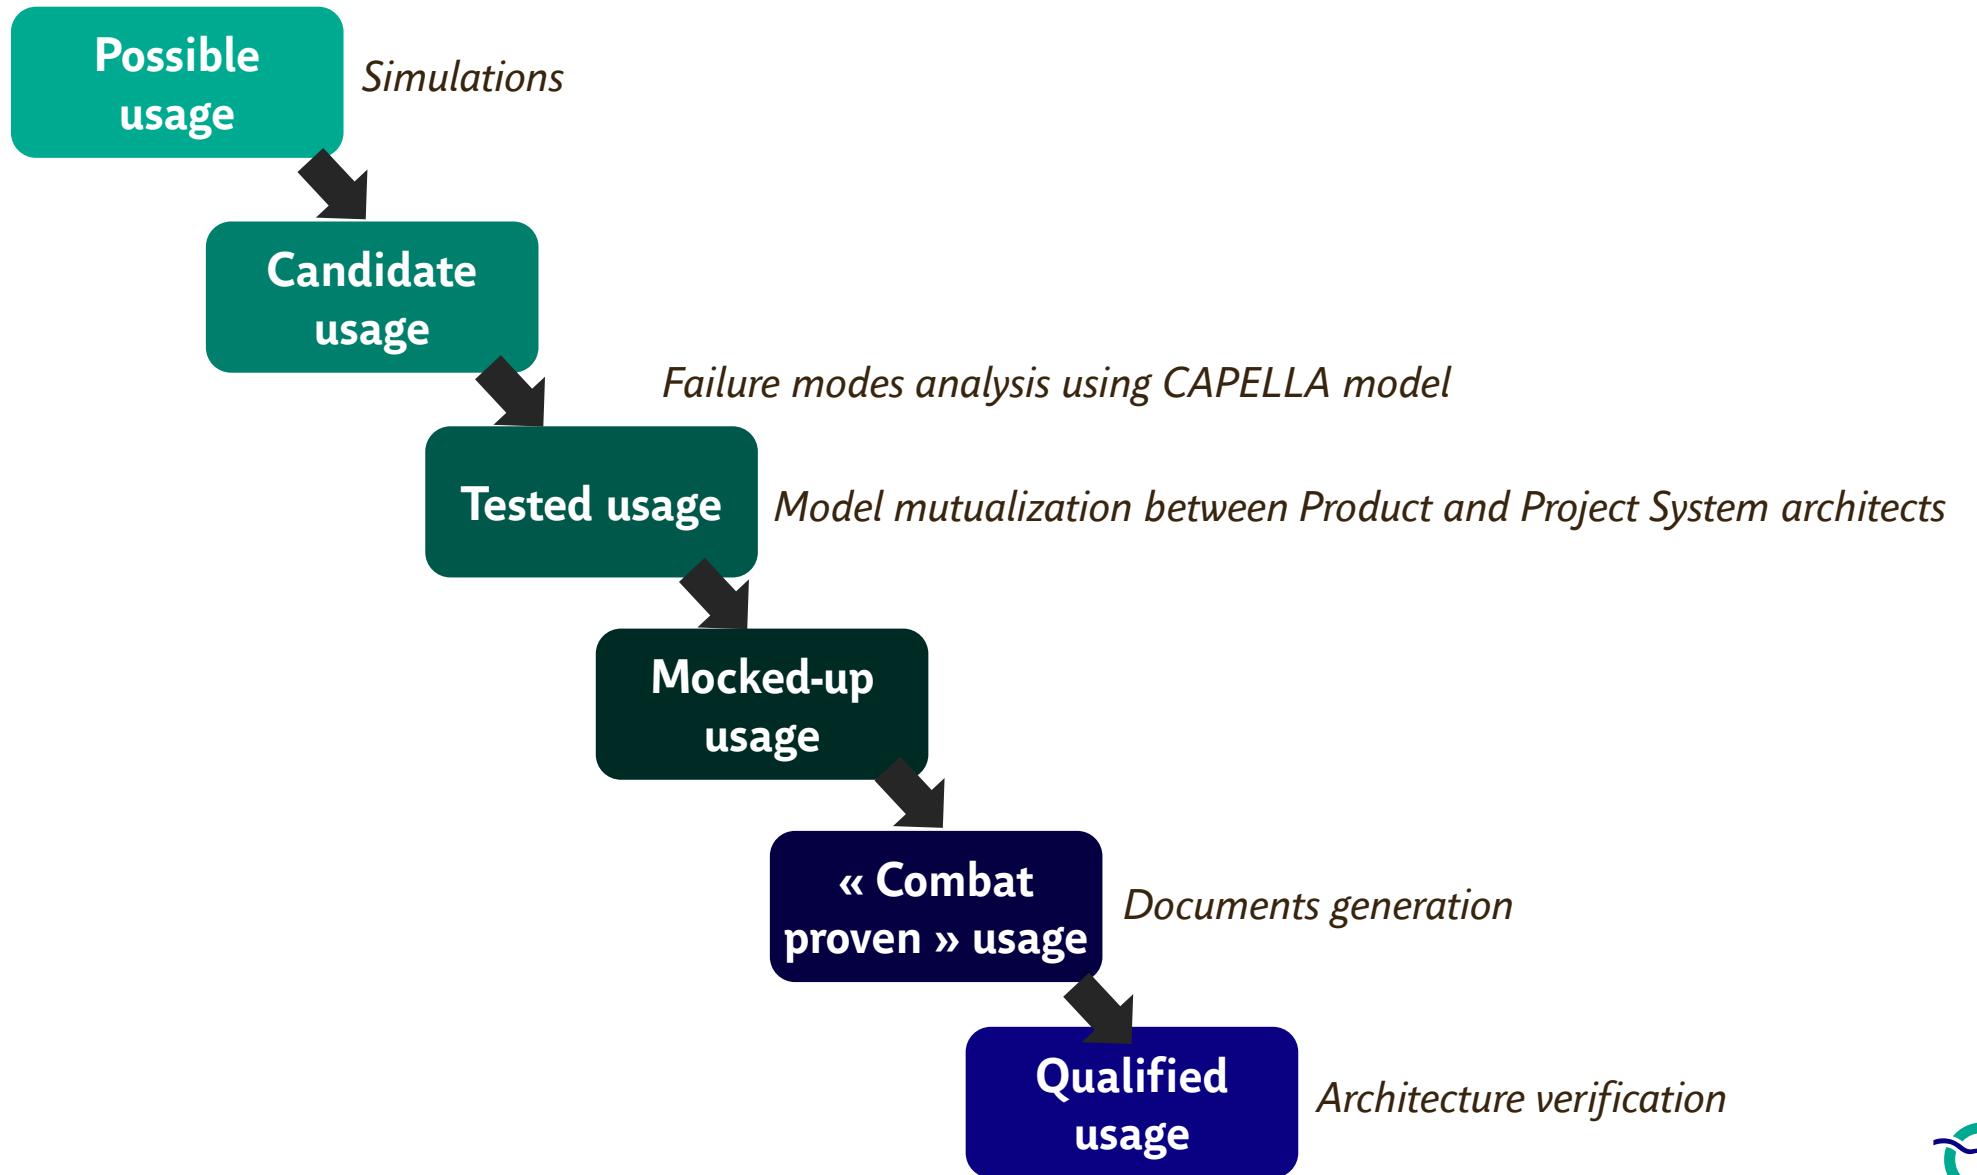 Possible
usage
Simulations
Candidate
usage
Failure modes analysis using CAPELLA model
Tested usage
Model mutualization between Product and Project System architects
Mocked-up
usage
« Combat
proven » usage
Documents generation
Qualified
usage
Architecture verification